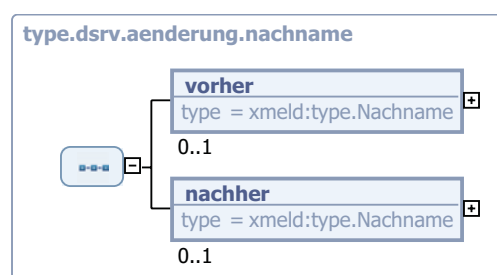 type.dsrv.aenderung.nachname
vorher
type = xmeld:type.Nachname
0..1
nachher
type = xmeld:type.Nachname
0..1